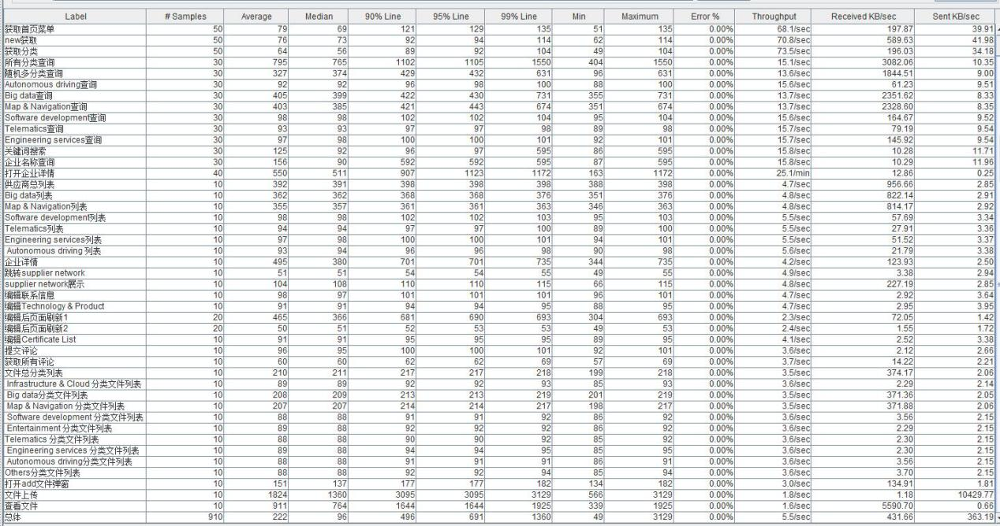 Label # Samples Average Median 90% Line 95% Line 99% Line Min Maximum Error % Throughput Received KB/sec Sent KB/sec
获取首页菜单 50 79 69 121 129 135 51 135 0.00% 68.1/sec 197.87 39.91
new获取 50 76 73 92 94 114 62 114 0.00% 70.8/sec 589.63 41.98
获取分类 50 64 56 89 92 104 49 104 0.00% 73.5/sec 196.03 34.18
所有分类查询 30 795 765 1102 1105 1550 404 1550 0.00% 15.1/sec 3082.06 10.35
随机多分类查询 30 327 374 429 432 631 96 631 0.00% 13.6/sec 1844.51 9.00
Autonomous driving查询 30 92 92 96 98 100 88 100 0.00% 15.6/sec 61.23 9.51
Big data查询 30 405 399 422 430 731 355 731 0.00% 13.7/sec 2351.62 8.33
Map & Navigation查询 30 403 385 421 443 674 351 674 0.00% 13.7/sec 2328.60 8.35
Software development查询 30 98 98 102 102 104 95 104 0.00% 15.6/sec 164.67 9.52
Telematics查询 30 93 93 97 97 98 89 98 0.00% 15.7/sec 79.19 9.54
Engineering services查询 30 97 98 100 100 101 92 101 0.00% 15.7/sec 145.92 9.54
关键词搜索 30 125 92 96 97 595 86 595 0.00% 15.8/sec 10.28 11.71
企业名称查询 30 156 90 592 592 595 87 595 0.00% 15.8/sec 10.29 11.96
打开企业详情 40 550 511 907 1123 1172 163 1172 0.00% 25.1/min 12.86 0.25
供应商总列表 10 392 391 398 398 398 388 398 0.00% 4.7/sec 956.66 2.85
Big data列表 10 362 362 368 368 376 351 376 0.00% 4.8/sec 822.14 2.91
Map & Navigation列表 10 355 357 361 361 363 346 363 0.00% 4.8/sec 814.17 2.92
Software development列表 10 98 98 102 102 103 95 103 0.00% 5.5/sec 57.69 3.34
Telematics列表 10 94 94 97 97 100 89 100 0.00% 5.5/sec 27.91 3.36
Engineering services列表 10 97 98 100 100 101 94 101 0.00% 5.5/sec 51.52 3.37
Autonomous driving 列表 10 93 94 96 96 98 90 98 0.00% 5.6/sec 21.79 3.38
企业详情 10 495 380 701 701 735 344 735 0.00% 4.2/sec 123.93 2.50
跳转supplier network 10 51 51 54 54 55 49 55 0.00% 4.9/sec 3.38 2.94
supplier network展示 10 104 108 110 110 115 66 115 0.00% 4.8/sec 227.19 2.85
编辑联系信息 10 98 97 101 101 101 96 101 0.00% 4.7/sec 2.92 3.64
编辑Technology & Product 10 91 91 94 94 95 88 95 0.00% 4.7/sec 2.95 3.95
编辑后页面刷新1 20 465 366 681 690 693 304 693 0.00% 2.3/sec 72.05 1.42
编辑后页面刷新2 20 50 51 52 53 53 49 53 0.00% 2.4/sec 1.55 1.72
编辑Certificate List 10 91 91 95 95 95 89 95 0.00% 4.1/sec 2.52 3.38
提交评论 10 96 95 100 100 101 92 101 0.00% 3.6/sec 2.12 2.66
获取所有评论 10 60 60 62 62 69 57 69 0.00% 3.7/sec 14.22 2.21
文件总分类列表 10 210 211 217 217 218 199 218 0.00% 3.5/sec 374.17 2.06
Infrastructure & Cloud 分类文件列表 10 89 89 92 92 93 85 93 0.00% 3.6/sec 2.29 2.14
Big data分类文件列表 10 208 209 213 213 219 201 219 0.00% 3.5/sec 371.36 2.05
Map & Navigation 分类文件列表 10 207 207 214 214 217 198 217 0.00% 3.5/sec 371.88 2.06
Software development 分类文件列表 10 88 88 91 91 92 86 92 0.00% 3.6/sec 3.56 2.15
Entertainment 分类文件列表 10 89 88 92 92 92 86 92 0.00% 3.6/sec 2.29 2.15
Telematics 分类文件列表 10 88 88 90 90 92 85 92 0.00% 3.6/sec 2.30 2.15
Engineering services 分类文件列表 10 89 88 94 94 95 85 95 0.00% 3.6/sec 2.30 2.15
Autonomous driving分类文件列表 10 88 88 91 91 91 86 91 0.00% 3.6/sec 3.56 2.15
Others分类文件列表 10 88 88 92 92 94 85 94 0.00% 3.6/sec 3.70 2.15
打开add文件弹窗 10 151 137 177 177 182 134 182 0.00% 3.0/sec 134.91 1.81
文件上传 10 1824 1360 3095 3095 3129 566 3129 0.00% 1.8/sec 1.18 10429.77
查看文件 10 911 764 1644 1644 1925 339 1925 0.00% 1.6/sec 5590.70 0.66
总体 910 222 96 496 691 1360 49 3129 0.00% 5.5/sec 431.66 363.19